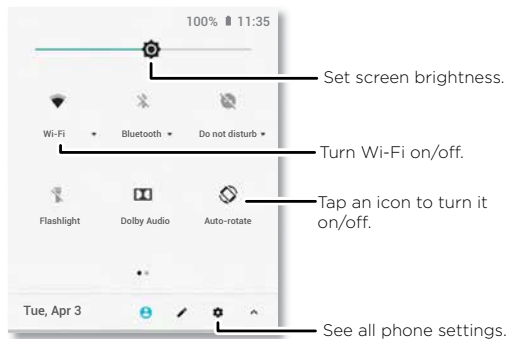 100% 11:35
Set screen brightness.
Wi-Fi Bluetooth Do not disturb
Turn Wi-Fi on/off.
Tap an icon to turn it
on/off.
Flashlight Dolby Audio Auto-rotate
Tue, Apr 3
See all phone settings.